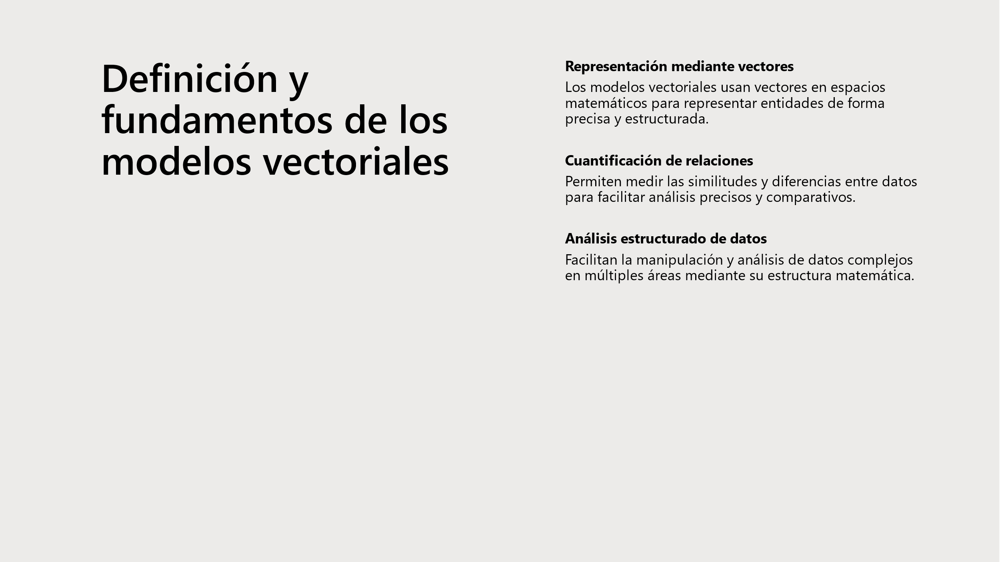 Definición y
fundamentos de los
modelos vectoriales
Representación mediante vectores
Los modelos vectoriales usan vectores en espacios
matemáticos para representar entidades de forma
precisa y estructurada.
Cuantificación de relaciones
Permiten medir las similitudes y diferencias entre datos
para facilitar análisis precisos y comparativos.
Análisis estructurado de datos
Facilitan la manipulación y análisis de datos complejos
en múltiples áreas mediante su estructura matemática.